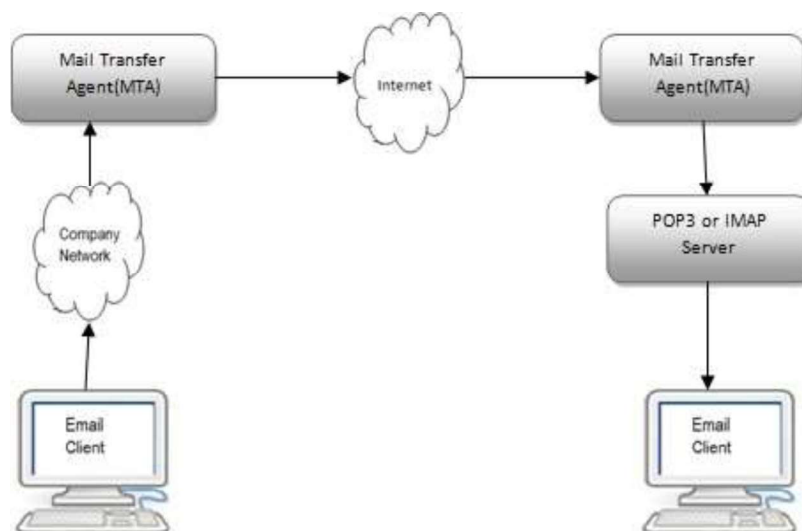 Mail Transfer
Agent(MTA)
Internet
Mail Transfer
Agent(MTA)
Company
Network
POP3 or IMAP
Server
Email
Client
Email
Client